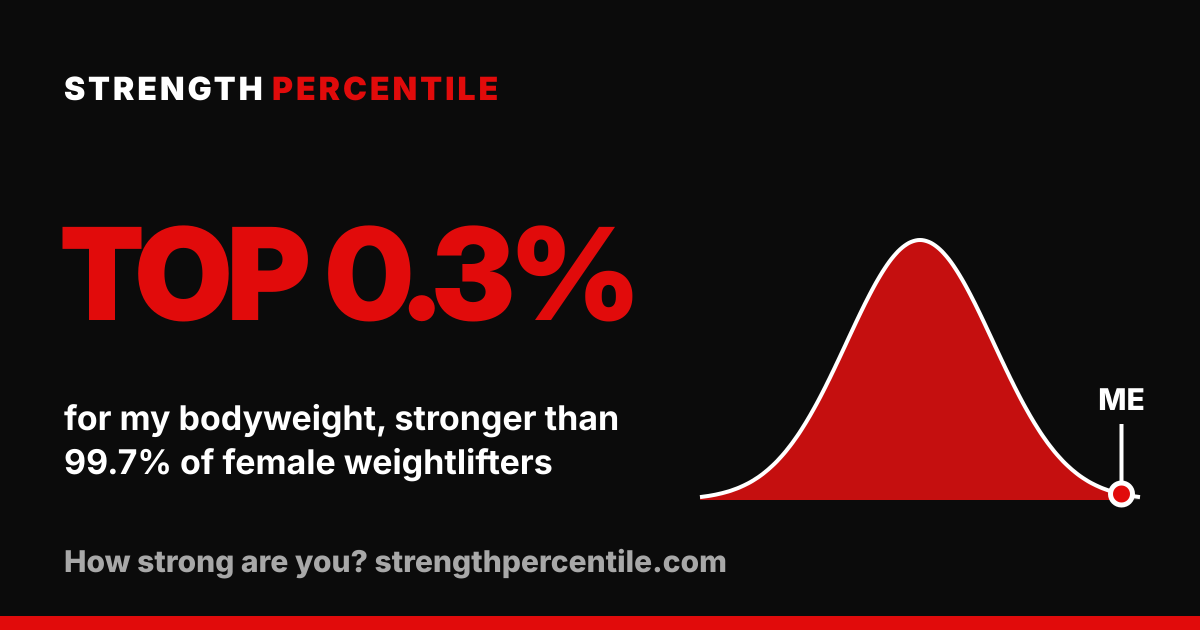 STRENGTH PERCENTILE
TOP 0.3%
for my bodyweight, stronger than
99.7% of female weightlifters
ME
How strong are you? strengthpercentile.com